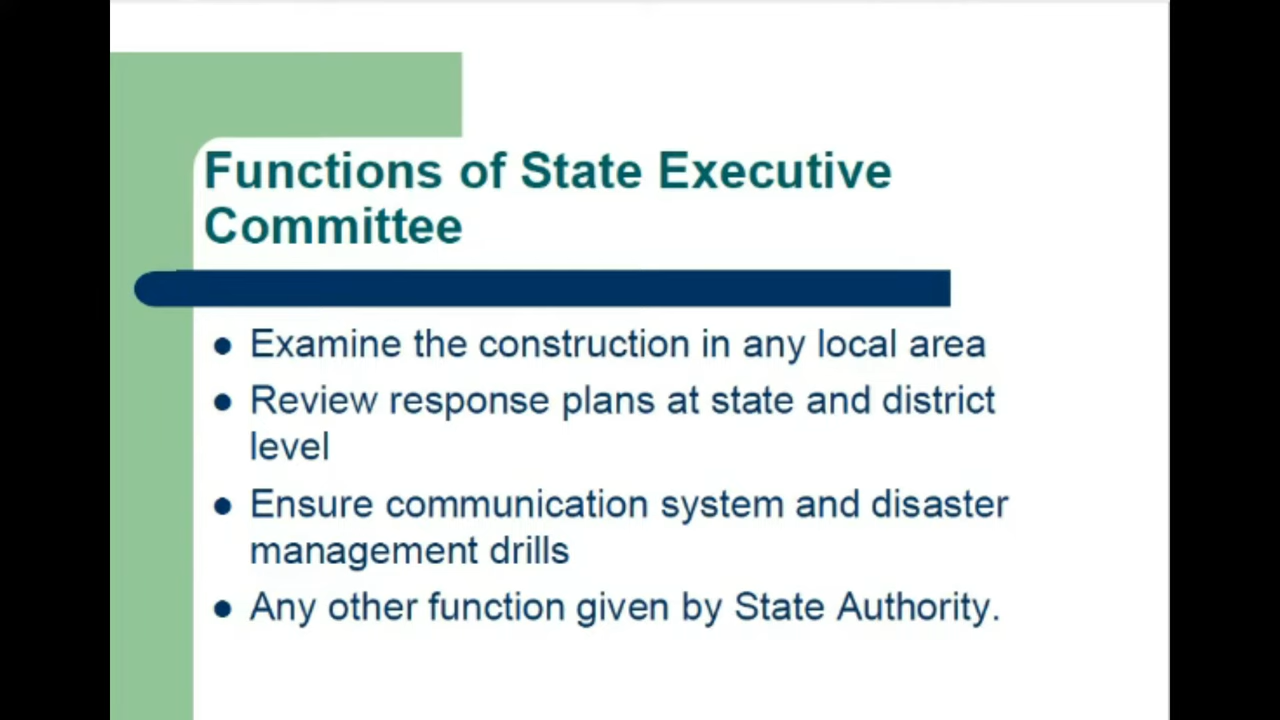 Functions of State Executive
Committee
● Examine the construction in any local area
● Review response plans at state and district
level
● Ensure communication system and disaster
management drills
● Any other function given by State Authority.